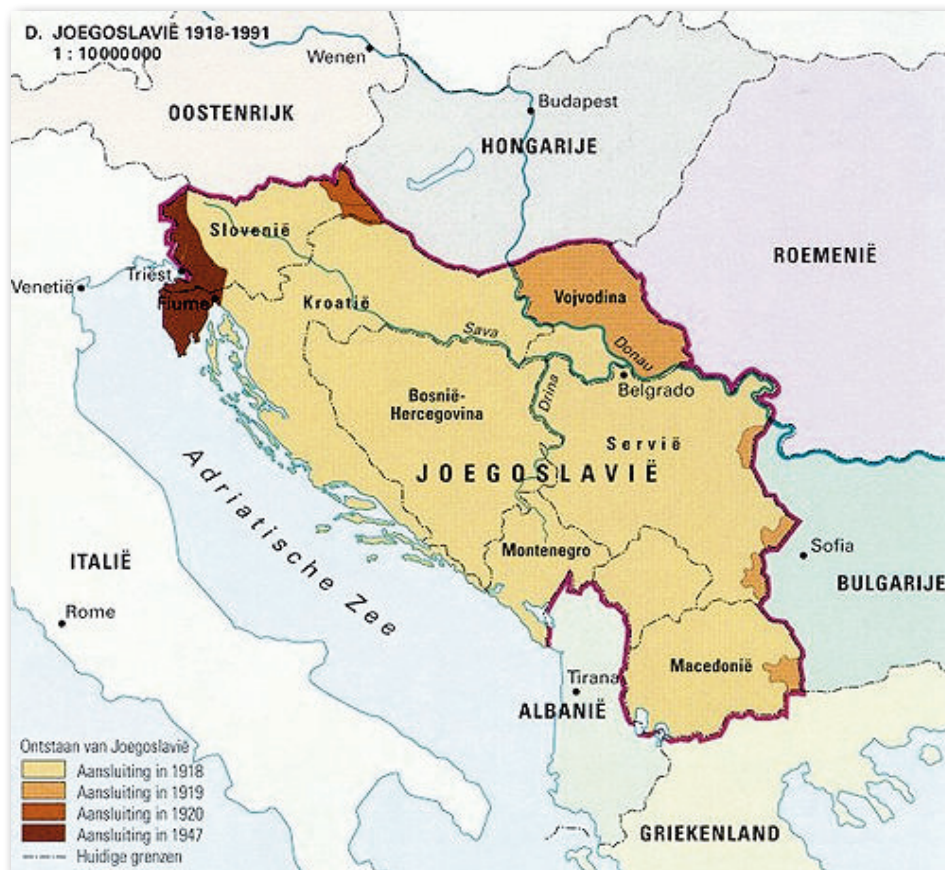 D. JOEGOSLAVIË 1918-1991
1 : 10000000
Wenen
Budapest
OOSTENRIJK
HONGARIJE
ROEMENIË
Slovenië
Triëst
Venetië
Fiume
Kroatië
Vojvodina
Sava
Donau
Drina
Belgrado
Bosnië-
Hercegovina
Servië
JOEGOSLAVIË
Adriatische Zee
Montenegro
Sofia
ITALIË
BULGARIJE
Rome
Macedonië
Tirana
ALBANIË
GRIEKENLAND
Ontstaan van Joegoslavië
Aansluiting in 1918
Aansluiting in 1919
Aansluiting in 1920
Aansluiting in 1947
Huidige grenzen